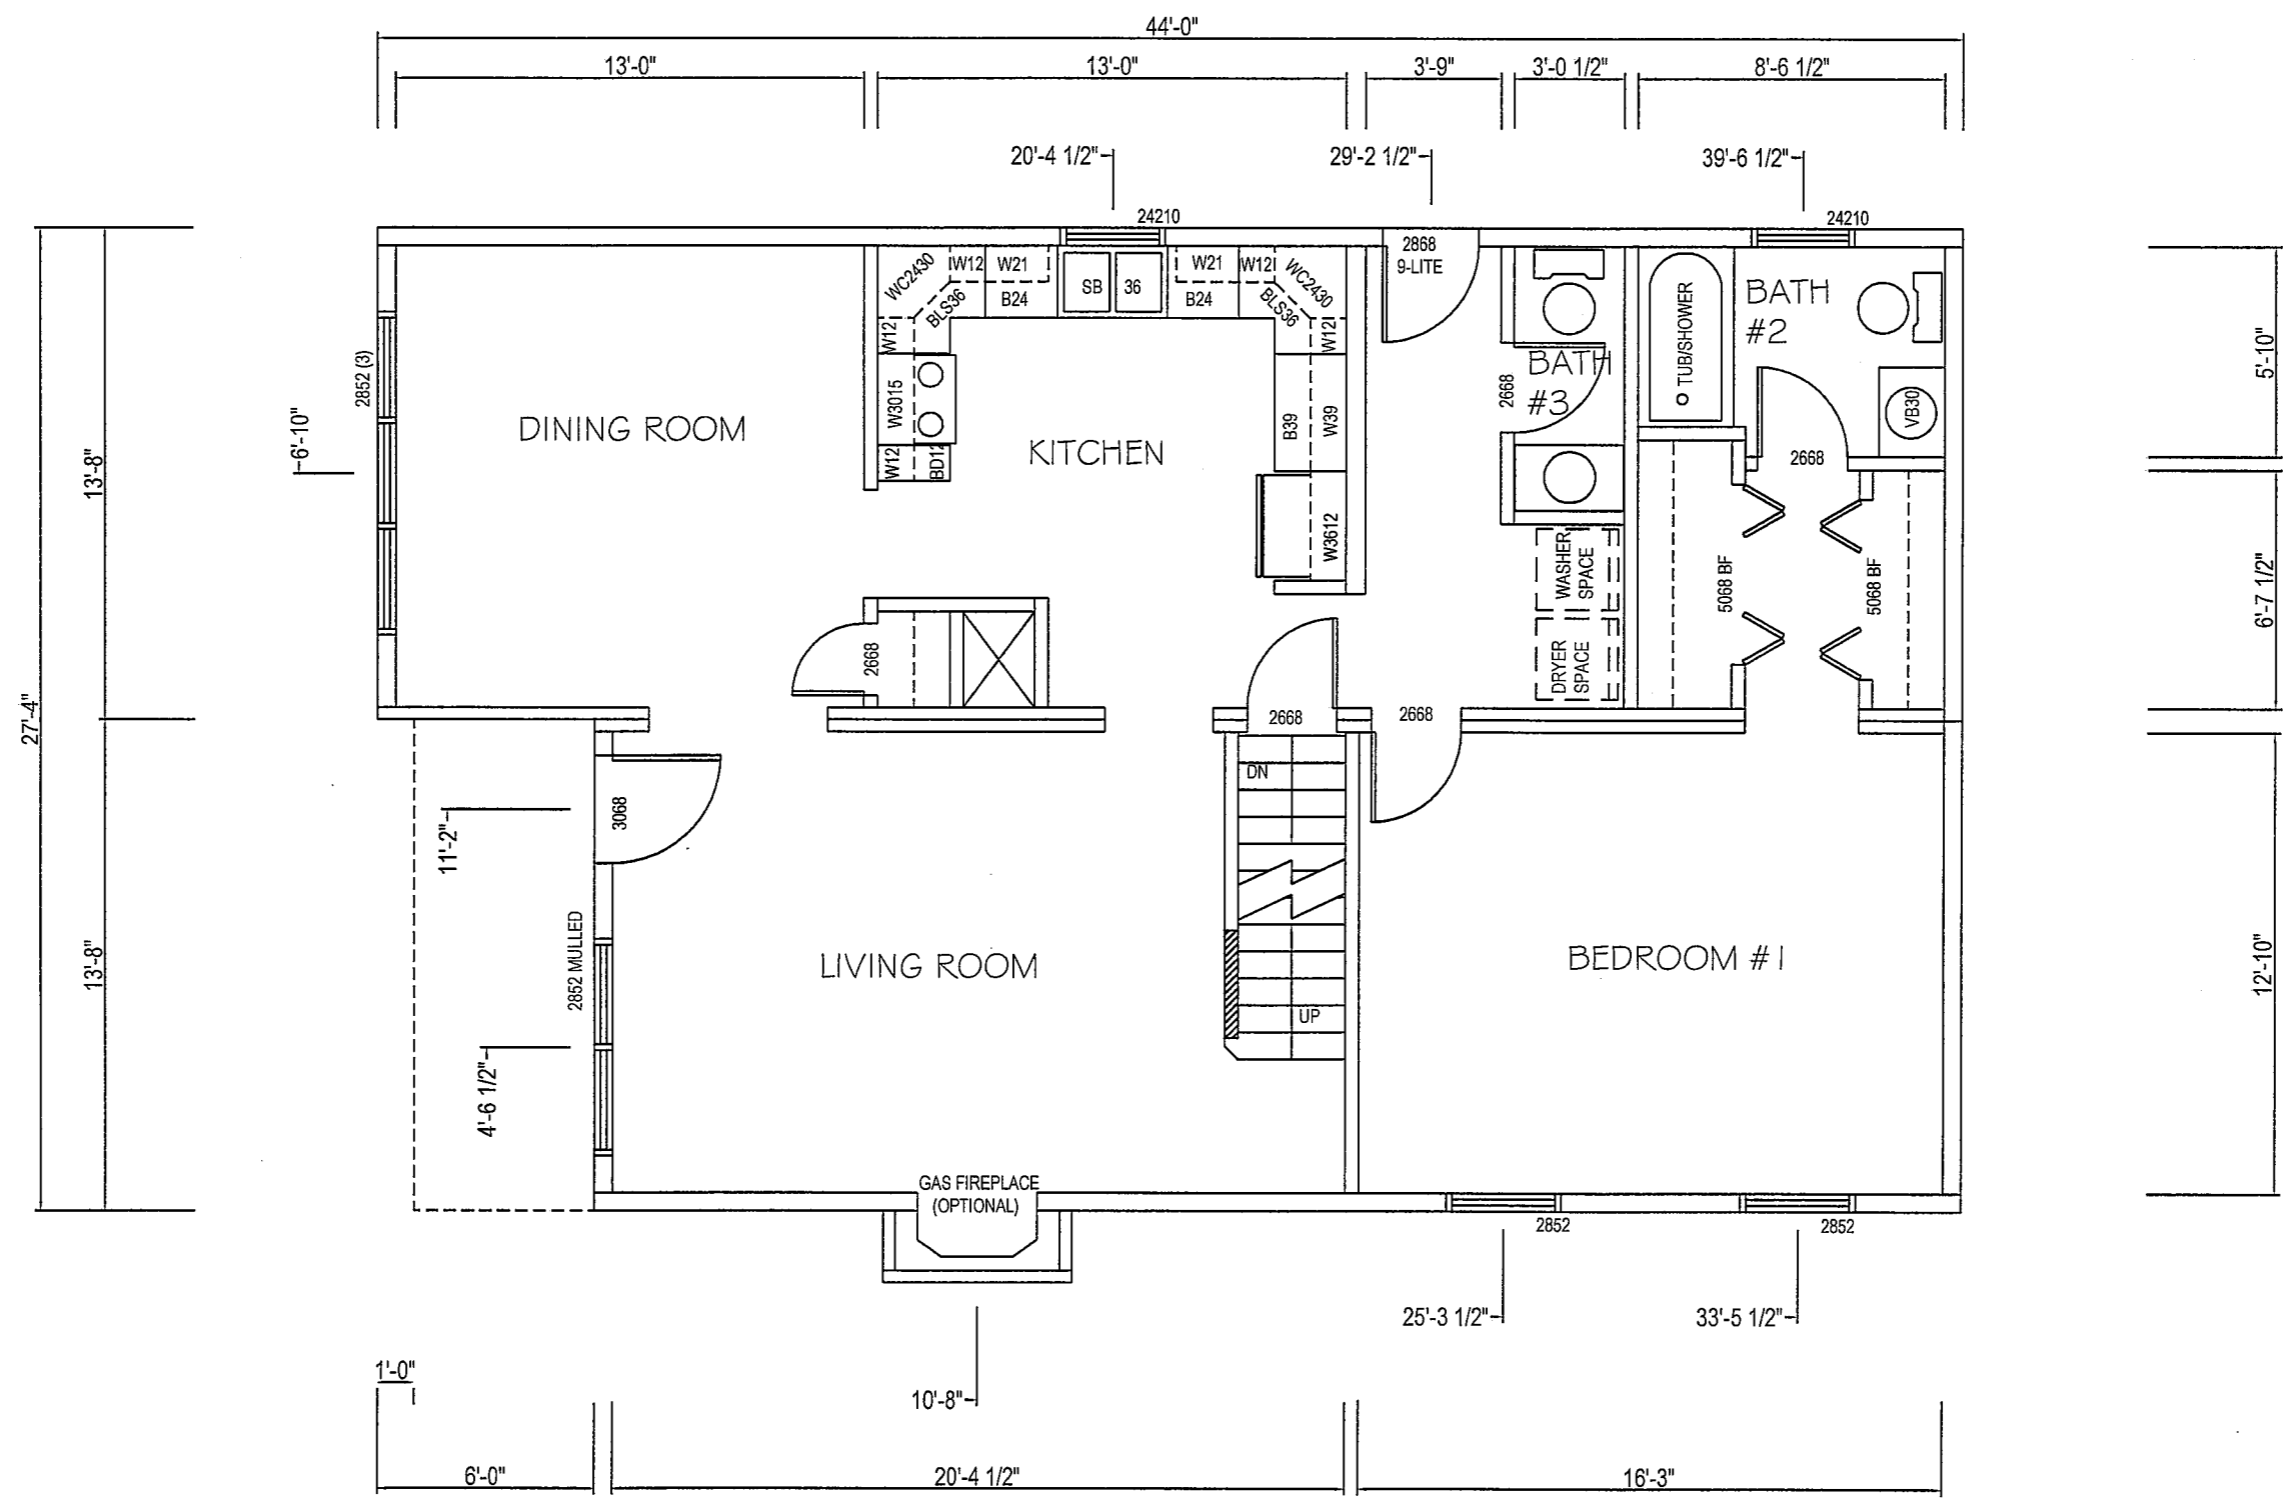 44'-0"
13'-0"
13'-0"
3'-9"
3'-0 1/2"
8'-6 1/2"
20'-4 1/2"
29'-2 1/2"
39'-6 1/2"
24210
24210
2868
9-LITE
WC2430
W12
W21
B24
BLS36
W12
SB
36
W21
B24
W12
WC2430
BLS36
W12
TUB/SHOWER
BATH
#2
BATH
#3
2668
VB30
2668
2852 (3)
6'-10"
13'-8"
5'-10"
DINING ROOM
W3015
W12
BD12
KITCHEN
B39
W39
W3612
WASHER
SPACE
DRYER
SPACE
5068 BF
5068 BF
6'-7 1/2"
2668
27'-4"
2668
2668
DN
3068
11'-2"
2852 MULLED
4'-6 1/2"
13'-8"
LIVING ROOM
UP
BEDROOM #1
12'-10"
GAS FIREPLACE
(OPTIONAL)
2852
2852
25'-3 1/2"
33'-5 1/2"
1'-0"
10'-8"
6'-0"
20'-4 1/2"
16'-3"